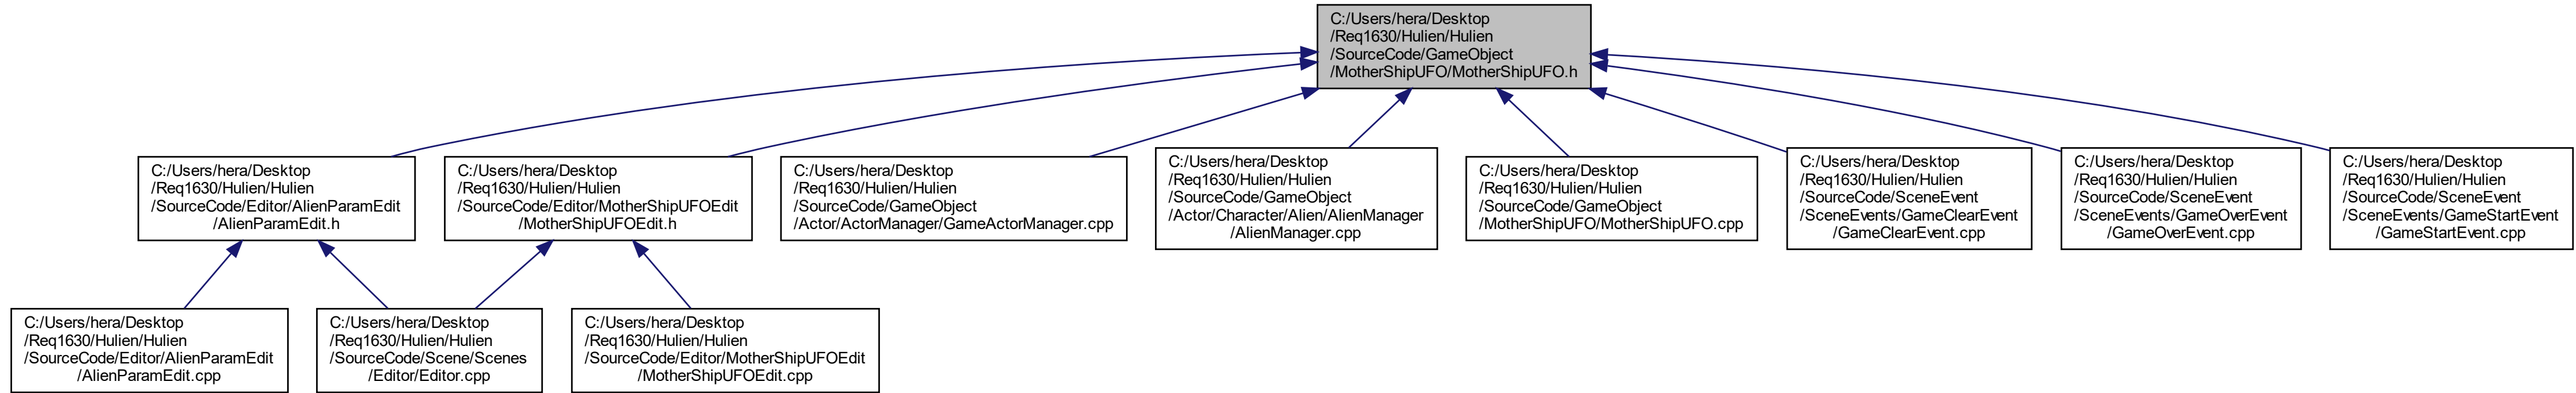 C:/Users/hera/Desktop
/Req1630/Hulien/Hulien
/SourceCode/GameObject
/MotherShipUFO/MotherShipUFO.h
C:/Users/hera/Desktop
/Req1630/Hulien/Hulien
/SourceCode/Editor/AlienParamEdit
/AlienParamEdit.h
C:/Users/hera/Desktop
/Req1630/Hulien/Hulien
/SourceCode/Editor/MotherShipUFOEdit
/MotherShipUFOEdit.h
C:/Users/hera/Desktop
/Req1630/Hulien/Hulien
/SourceCode/GameObject
/Actor/ActorManager/GameActorManager.cpp
C:/Users/hera/Desktop
/Req1630/Hulien/Hulien
/SourceCode/GameObject
/Actor/Character/Alien/AlienManager
/AlienManager.cpp
C:/Users/hera/Desktop
/Req1630/Hulien/Hulien
/SourceCode/GameObject
/MotherShipUFO/MotherShipUFO.cpp
C:/Users/hera/Desktop
/Req1630/Hulien/Hulien
/SourceCode/SceneEvent
/SceneEvents/GameClearEvent
/GameClearEvent.cpp
C:/Users/hera/Desktop
/Req1630/Hulien/Hulien
/SourceCode/SceneEvent
/SceneEvents/GameOverEvent
/GameOverEvent.cpp
C:/Users/hera/Desktop
/Req1630/Hulien/Hulien
/SourceCode/SceneEvent
/SceneEvents/GameStartEvent
/GameStartEvent.cpp
C:/Users/hera/Desktop
/Req1630/Hulien/Hulien
/SourceCode/Editor/AlienParamEdit
/AlienParamEdit.cpp
C:/Users/hera/Desktop
/Req1630/Hulien/Hulien
/SourceCode/Scene/Scenes
/Editor/Editor.cpp
C:/Users/hera/Desktop
/Req1630/Hulien/Hulien
/SourceCode/Editor/MotherShipUFOEdit
/MotherShipUFOEdit.cpp